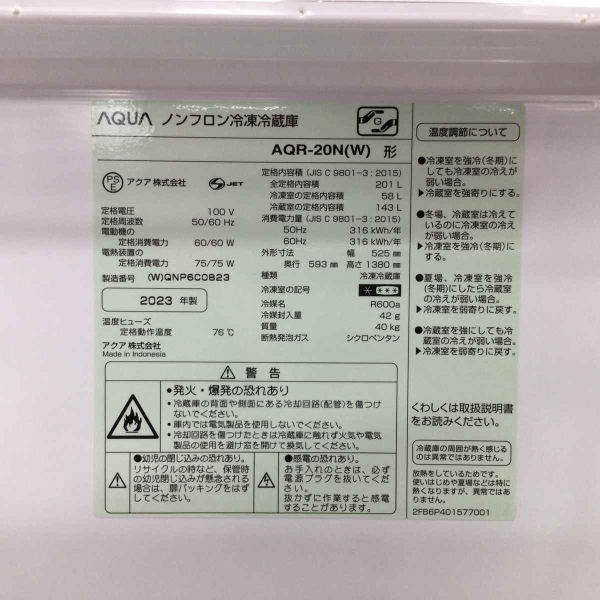 AQUA ノンフロン冷凍冷蔵庫
G
AQR-20N(W) 形
PSE アクア 株式会社 JET
定格電圧 100 V
定格周波数 50/60 Hz
電動機の
定格消費電力 60/60 W
電熱装置の
定格消費電力 75/75 W
製造番号 (W)QNP6C0823
2023 年製
温度ヒューズ
定格動作温度 76℃
アクア 株式会社
Made in Indonesia
定格内容積 (JIS C 9801-3 : 2015)
全定格内容積 201 L
冷凍室の定格内容積 58 L
冷蔵室の定格内容積 143 L
消費電力量 (JIS C 9801-3 : 2015)
50Hz 316 kWh/年
60Hz 316 kWh/年
外形寸法 幅 525 mm
奥行 593 mm 高さ 1380 mm
種類 冷凍冷蔵庫
冷凍室の記号 * ***
冷媒名 R600a
冷媒封入量 42 g
質量 40 kg
断熱発泡ガス シクロペンタン
警告
●発火・爆発の恐れあり
・冷蔵庫の背面や側面にある冷却回路(配管)を傷つけ
ないでください。
・庫内では電気製品を使用しないでください。
・冷却回路を傷つけたときは冷蔵庫に触れず火気や電気
製品の使用を避け窓を開けて換気してください。
●幼児の閉じ込みの恐れあり。
リサイクルの時など、保管時
の幼児閉じ込みが懸念される
場合は、扉パッキングをはず
してください。
●感電の恐れあり。
お手入れのときは、必ず
電源プラグを抜いてくだ
さい。
抜かずに作業すると感電
することがあります。
温度調節について
●冷凍室を強冷(冬期)に
しても冷凍室の冷えが
弱い場合。
➔冷蔵室を強寄りにする。
●冬場、冷蔵室は冷えて
いるのに冷凍室の冷え
が弱い場合。
➔冷凍室を強冷(冬期)に
する。
●夏場、冷凍室を強冷(冬
期)にしたら冷蔵室
の冷えが弱い場合。
➔冷凍室を弱寄りに戻す。
●冷蔵室を強にしても冷
蔵室の冷えが弱い場合。
➔冷凍室を弱寄りに戻す。
くわしくは取扱説明書
をお読みください。
冷蔵庫の周囲が熱く感じる
のは異常ではありません。
放熱をしているためです。
使いはじめや夏場などは特に
熱くなりますが、異常では
ありません。
2FB6P401577001